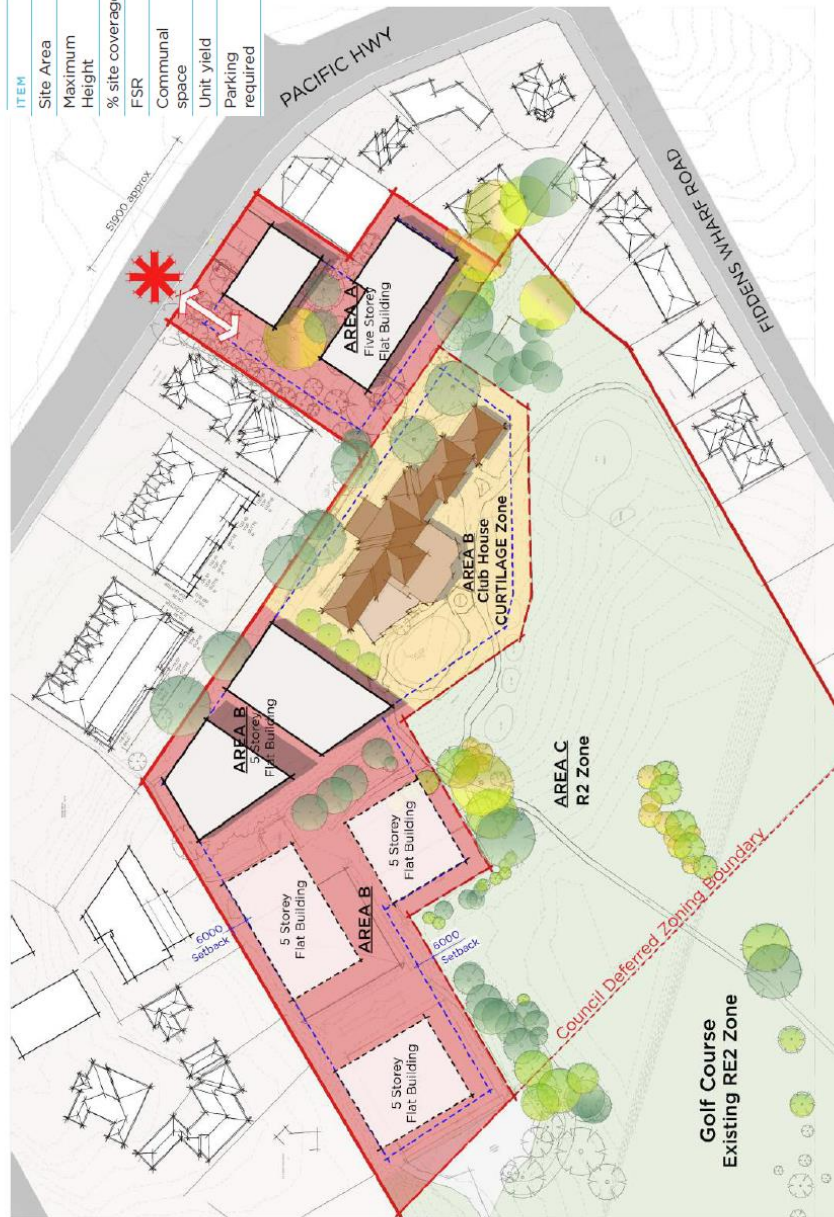 ITEM
Site Area
Maximum
Height
% site coverag
FSR
Communal
space
Unit yield
Parking
required
PACIFIC HWY
51900 approx
FIDDENS WHARF ROAD
AREA A
Five Storey
Flat Building
AREA B
Club House
CURTILAGE Zone
AREA B
5 Storey
Flat Building
5 Storey
Flat Building
AREA B
5 Storey
Flat Building
5 Storey
Flat Building
6000
Setback
6000
Setback
AREA C
R2 Zone
Council Deferred Zoning Boundary
Golf Course
Existing RE2 Zone